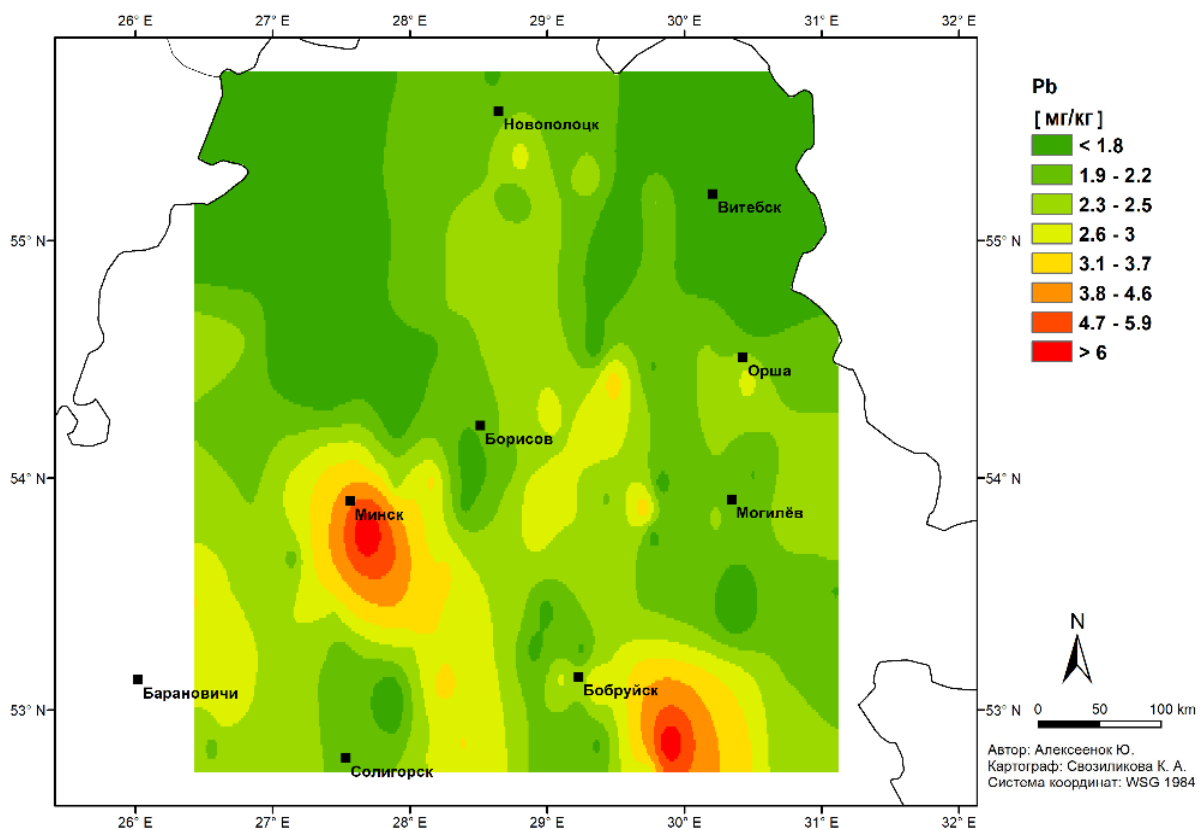 26° E 27° E 28° E 29° E 30° E 31° E 32° E
55° N
54° N
53° N
55° N
54° N
53° N
Новополоцк
Витебск
Орша
Борисов
Минск
Могилёв
Барановичи
Бобруйск
Солигорск
26° E 27° E 28° E 29° E 30° E 31° E 32° E
Pb
[ мг/кг ]
< 1.8
1.9 - 2.2
2.3 - 2.5
2.6 - 3
3.1 - 3.7
3.8 - 4.6
4.7 - 5.9
> 6
N
0 50 100 km
Автор: Алексеенок Ю.
Картограф: Свозиликова К. А.
Система координат: WSG 1984